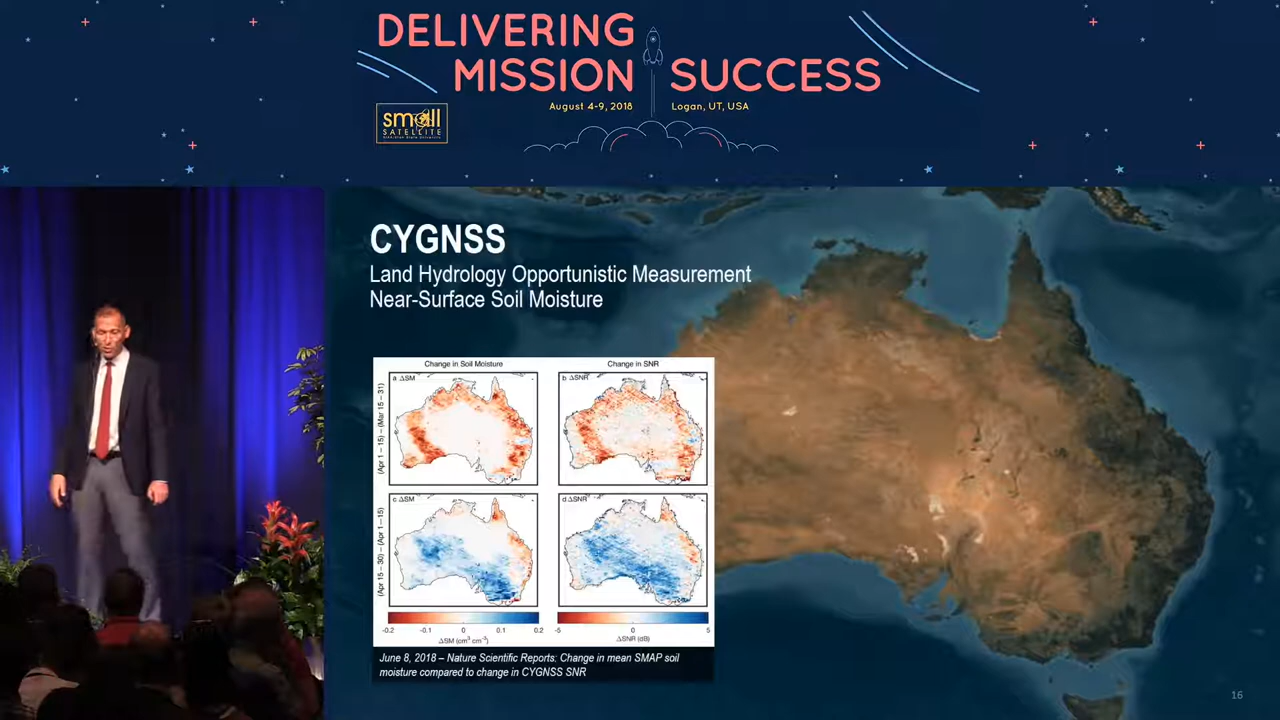 DELIVERING
MISSION SUCCESS
August 4-9, 2018 Logan, UT, USA
small
SATELLITE
CYGNSS
Land Hydrology Opportunistic Measurement
Near-Surface Soil Moisture
Change in Soil Moisture Change in SNR
a ΔSM b ΔSNR
(Apr 1 – 15) – (Mar 15 – 31)
c ΔSM d ΔSNR
(Apr 15 – 30) – (Apr 1 – 15)
-0.2 -0.1 0 0.1 0.2 -5 0 5
ΔSM (cm³ cm⁻³) ΔSNR (dB)
June 8, 2018 – Nature Scientific Reports: Change in mean SMAP soil
moisture compared to change in CYGNSS SNR
16